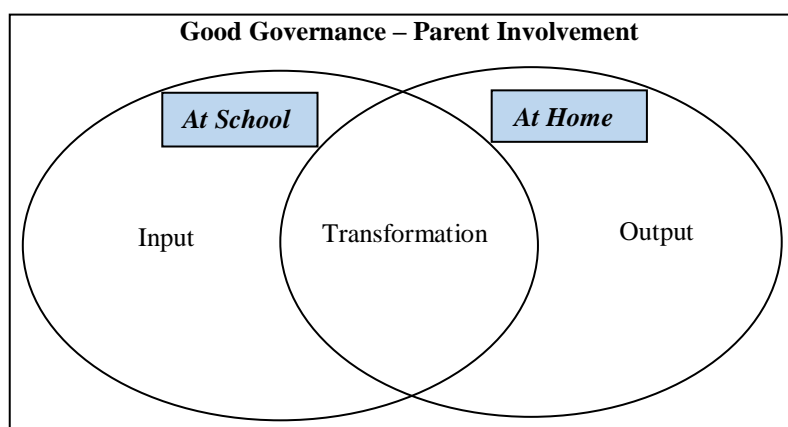 Good Governance – Parent Involvement
At School
At Home
Input
Transformation
Output